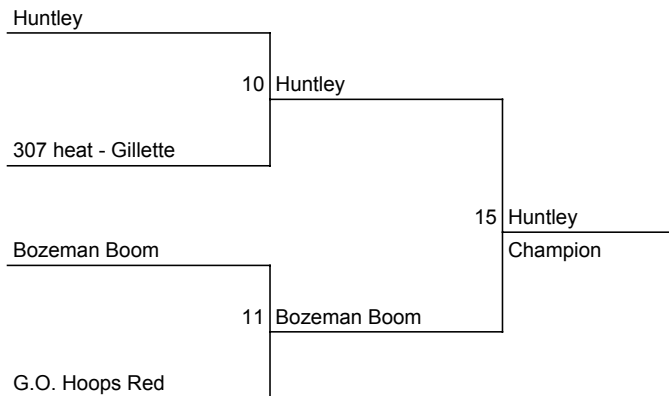 Huntley
10 Huntley
307 heat - Gillette
15 Huntley
Bozeman Boom
Champion
11 Bozeman Boom
G.O. Hoops Red